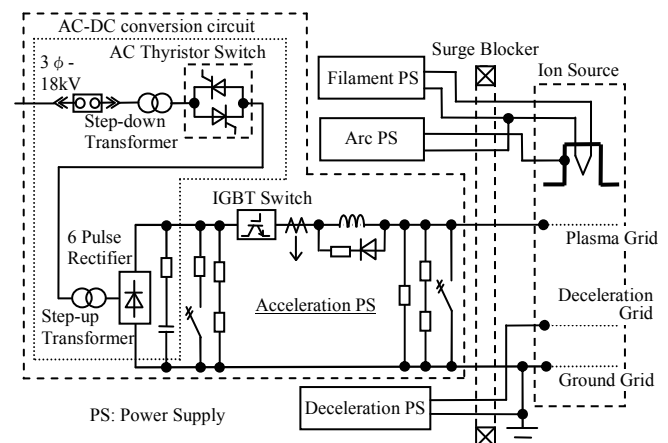 AC-DC conversion circuit
AC Thyristor Switch
3 ϕ -
18kV
Step-down
Transformer
Surge Blocker
Filament PS
Ion Source
Arc PS
IGBT Switch
6 Pulse
Rectifier
Plasma Grid
Acceleration PS
Deceleration
Grid
Step-up
Transformer
Ground Grid
PS: Power Supply
Deceleration PS